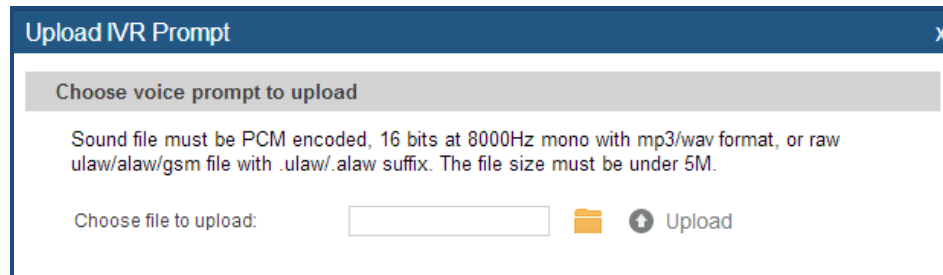 Upload IVR Prompt x
Choose voice prompt to upload
Sound file must be PCM encoded, 16 bits at 8000Hz mono with mp3/wav format, or raw
ulaw/alaw/gsm file with .ulaw/.alaw suffix. The file size must be under 5M.
Choose file to upload: Upload